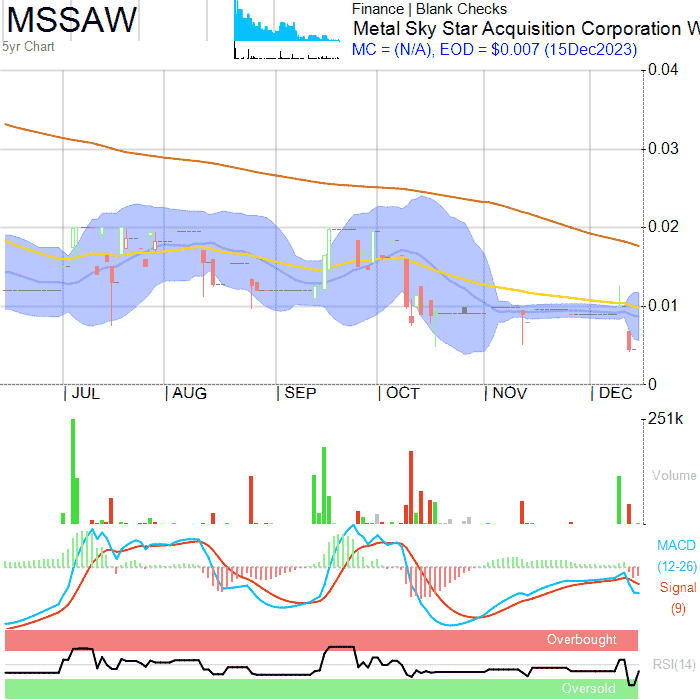 MSSAW
5yr Chart
Finance | Blank Checks
Metal Sky Star Acquisition Corporation W
MC = (N/A), EOD = $0.007 (15Dec2023)
0.04
0.03
0.02
0.01
0
JUL AUG SEP OCT NOV DEC
251k
Volume
MACD
(12-26)
Signal
(9)
Overbought
RSI(14)
Oversold